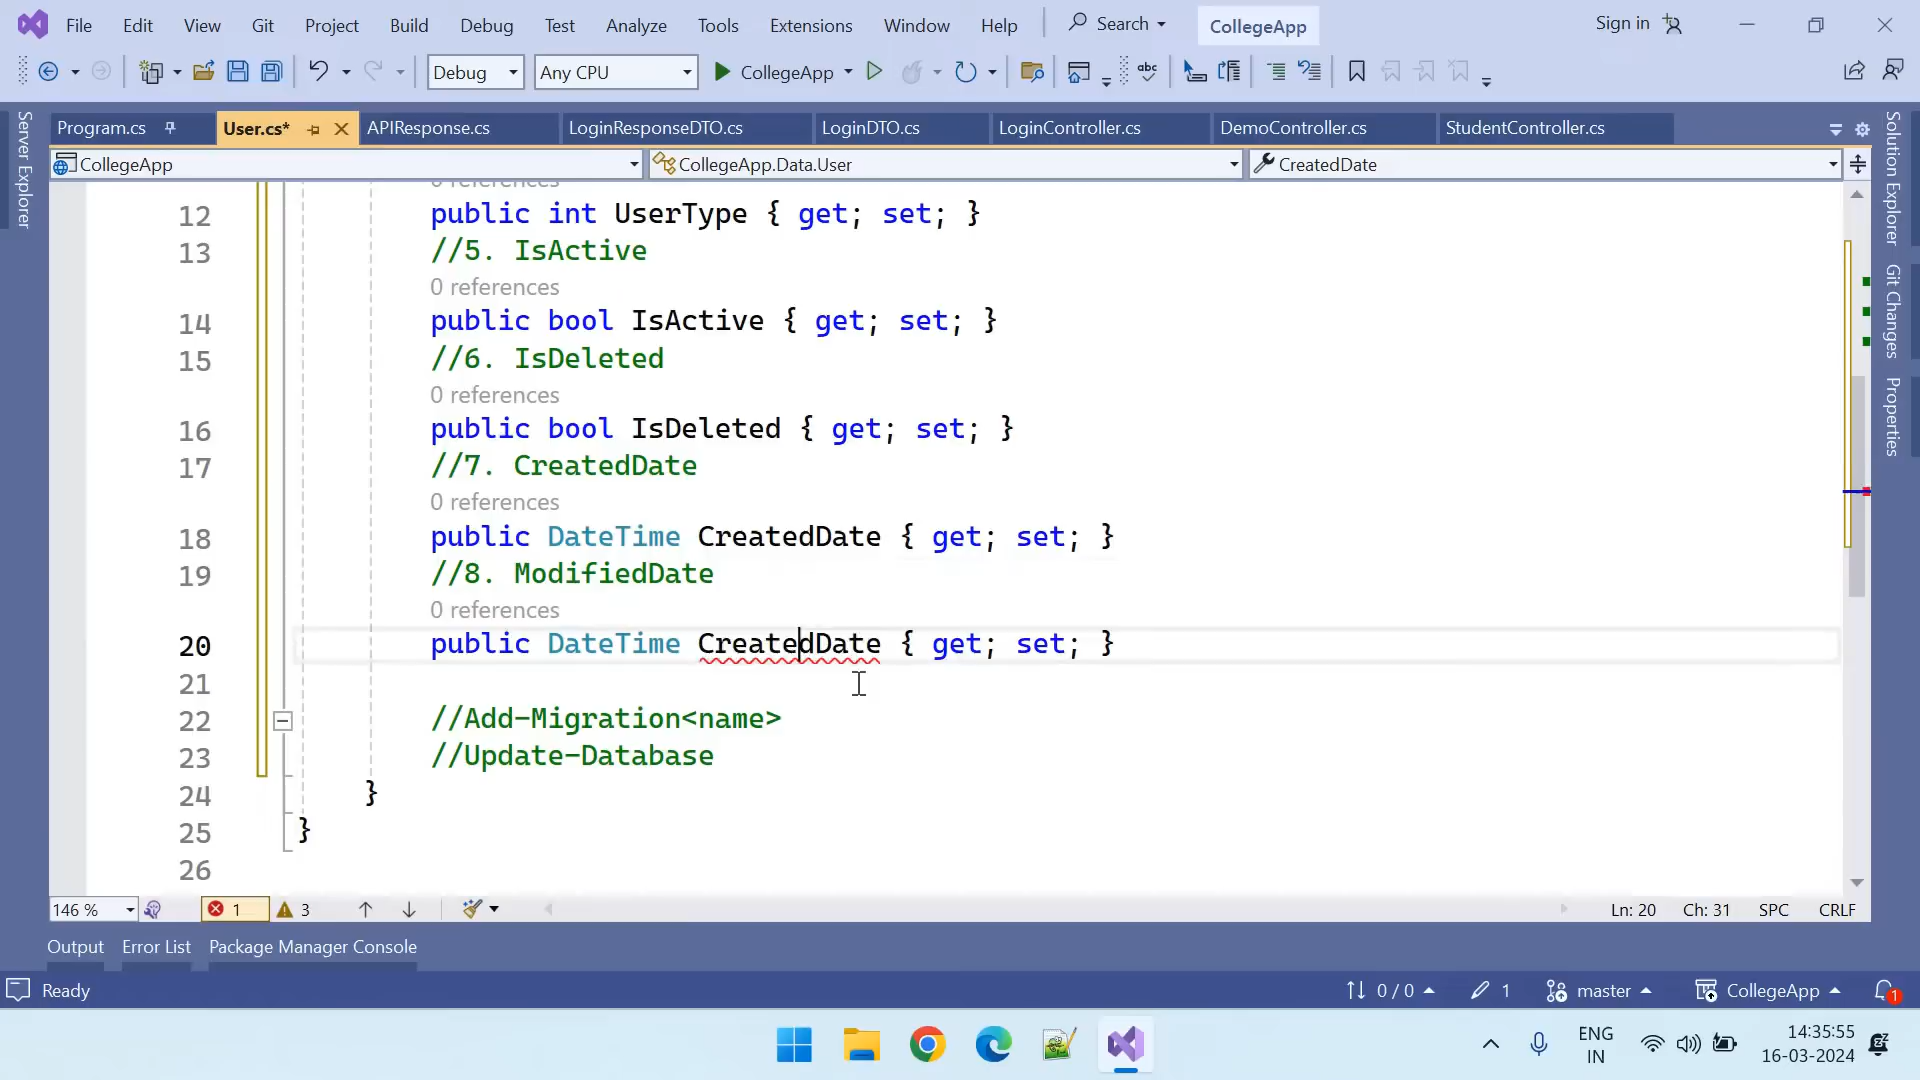 File Edit View Git Project Build Debug Test Analyze Tools Extensions Window Help Search CollegeApp Sign in
Debug Any CPU CollegeApp
Program.cs User.cs* APIResponse.cs LoginResponseDTO.cs LoginDTO.cs LoginController.cs DemoController.cs StudentController.cs
CollegeApp CollegeApp.Data.User CreatedDate
Server Explorer
Solution Explorer
Git Changes
Properties
0 references
12 public int UserType { get; set; }
13 //5. IsActive
0 references
14 public bool IsActive { get; set; }
15 //6. IsDeleted
0 references
16 public bool IsDeleted { get; set; }
17 //7. CreatedDate
0 references
18 public DateTime CreatedDate { get; set; }
19 //8. ModifiedDate
0 references
20 public DateTime CreatedDate { get; set; }
21
22 //Add-Migration<name>
23 //Update-Database
24 }
25 }
26
146 % 1 3 Ln: 20 Ch: 31 SPC CRLF
Output Error List Package Manager Console
Ready 0 / 0 1 master CollegeApp 1
ENG 14:35:55
IN 16-03-2024